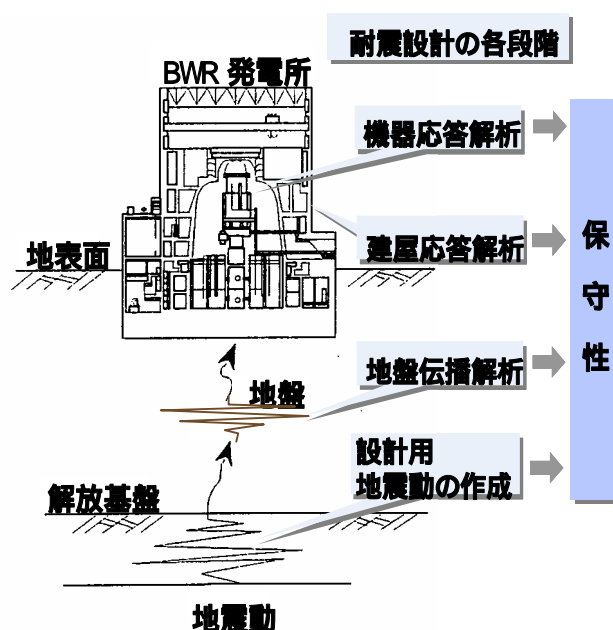 耐震設計の各段階
BWR 発電所
機器応答解析
建屋応答解析
地表面
保守性
地盤伝播解析
地盤
設計用
地震動の作成
解放基盤
地震動